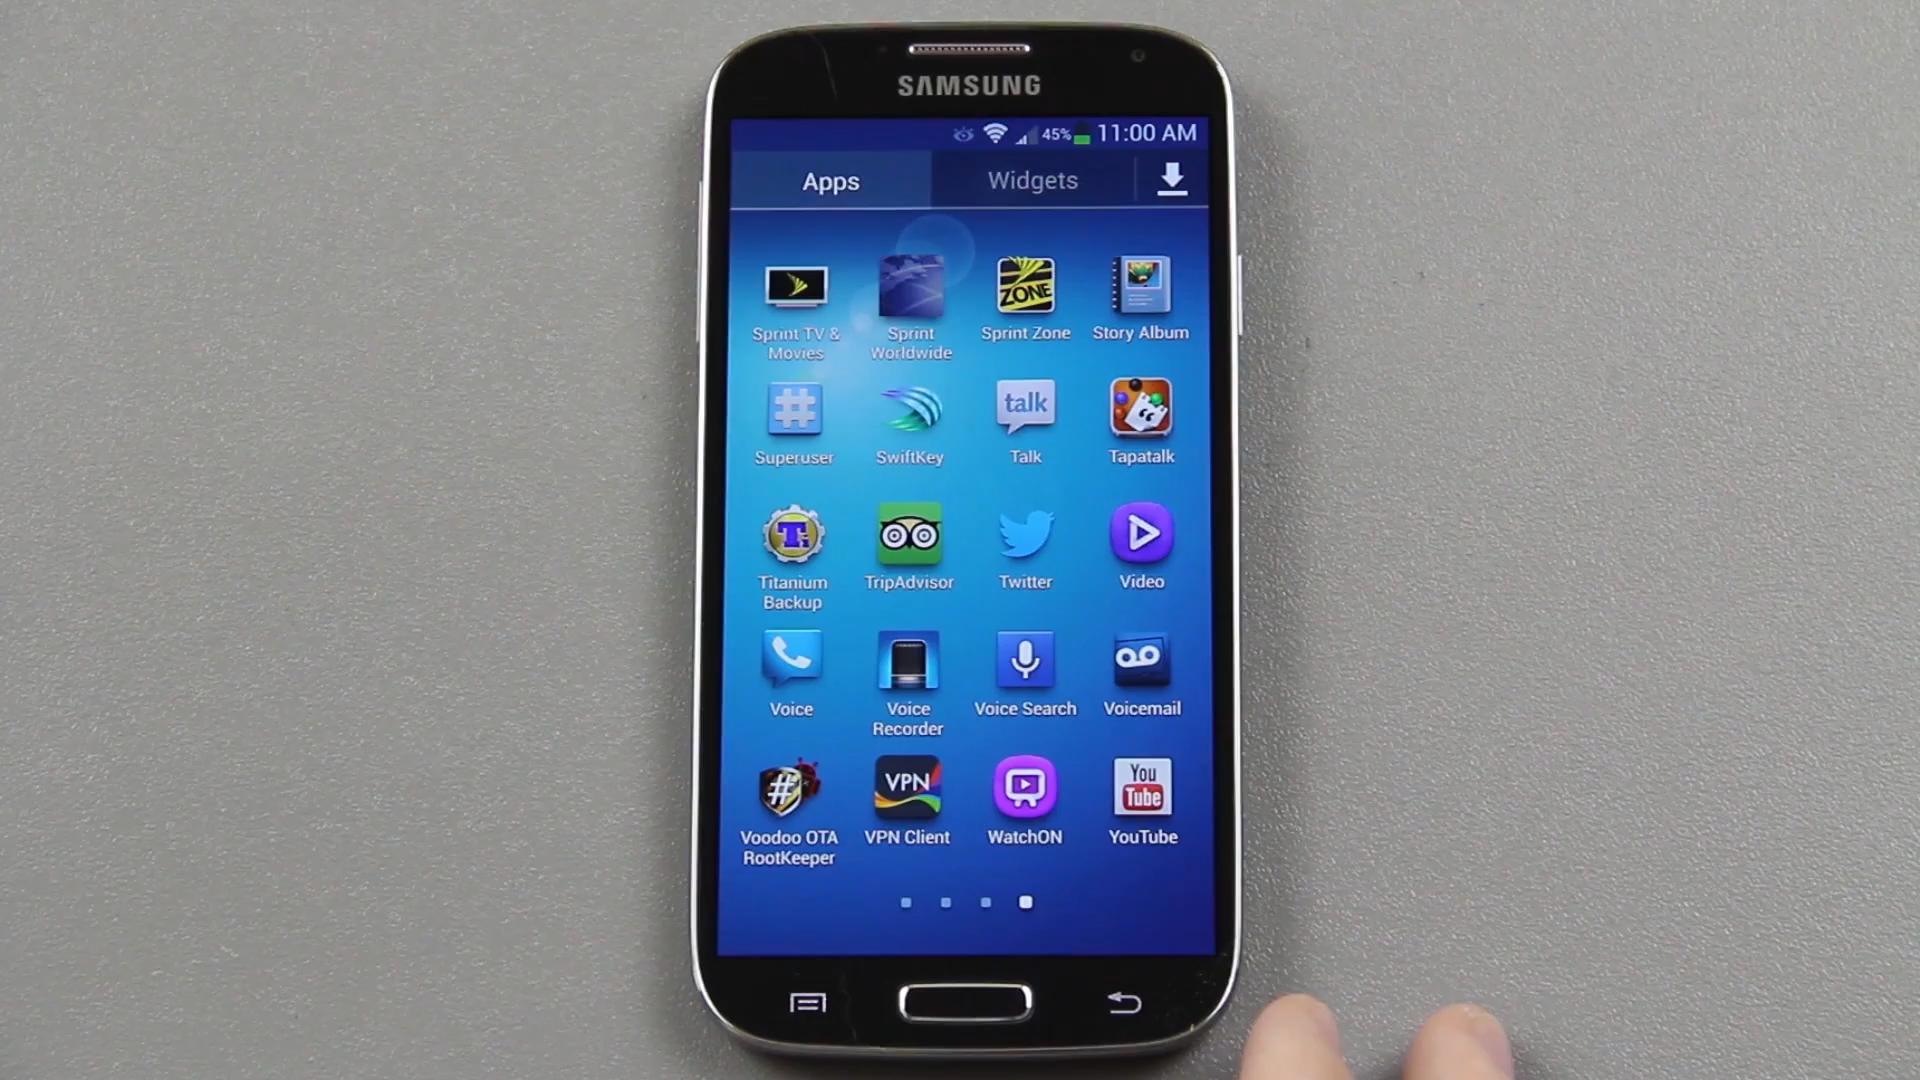 SAMSUNG
45% 11:00 AM
Apps Widgets
ZONE
Sprint TV & Sprint Sprint Zone Story Album
Movies Worldwide
#
talk
Superuser SwiftKey Talk Tapatalk
Ti
Titanium TripAdvisor Twitter Video
Backup
Voice Voice Voice Search Voicemail
Recorder
# VPN You
Tube
Voodoo OTA VPN Client WatchON YouTube
RootKeeper